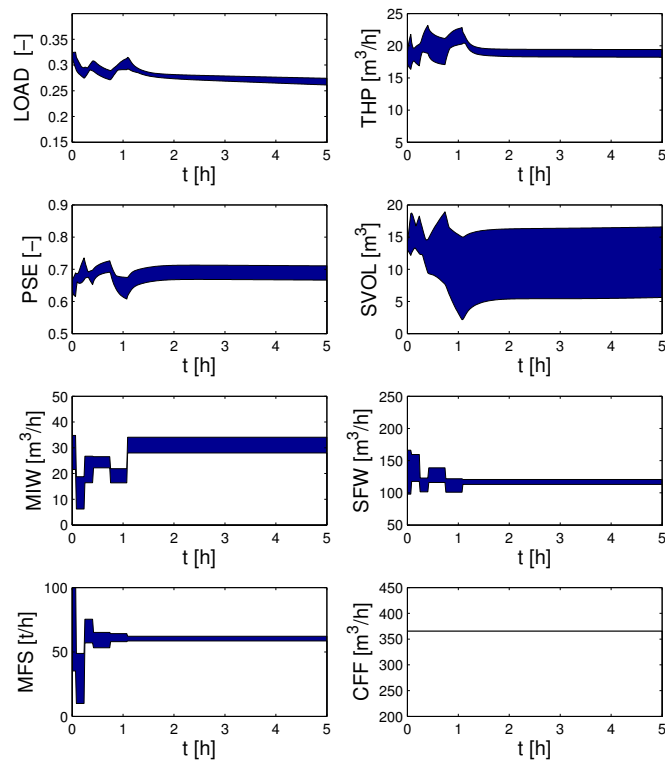 0.35
0.3
0.25
0.2
0.15
LOAD [–]
0 1 2 3 4 5
t [h]
25
20
15
10
5
THP [m³/h]
0 1 2 3 4 5
t [h]
0.9
0.8
0.7
0.6
0.5
PSE [–]
0 1 2 3 4 5
t [h]
20
15
10
5
0
SVOL [m³]
0 1 2 3 4 5
t [h]
50
40
30
20
10
0
MIW [m³/h]
0 1 2 3 4 5
t [h]
250
200
150
100
50
SFW [m³/h]
0 1 2 3 4 5
t [h]
100
50
0
MFS [t/h]
0 1 2 3 4 5
t [h]
450
400
350
300
250
200
CFF [m³/h]
0 1 2 3 4 5
t [h]